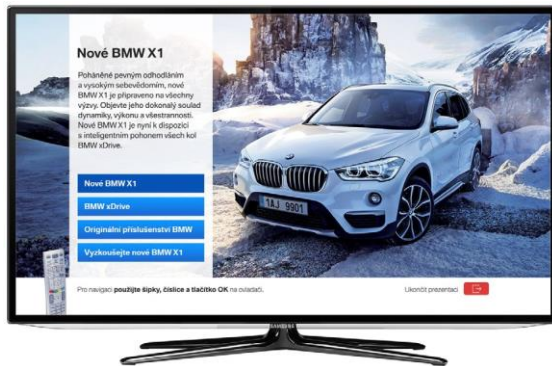 Nové BMW X1
Poháněné pevným odhodláním
a vysokým sebevědomím, nové
BMW X1 je připraveno na všechny
výzvy. Objevte jeho dokonalý soulad
dynamiky, výkonu a všestrannosti.
Nové BMW X1 je nyní k dispozici
s inteligentním pohonem všech kol
BMW xDrive.
Nové BMW X1
BMW xDrive
Originální příslušenství BMW
Vyzkoušejte nové BMW X1
1AJ 9901
Pro navigaci použijte šipky, číslice a tlačítko OK na ovladači.
Ukončit prezentaci
SAMSUNG